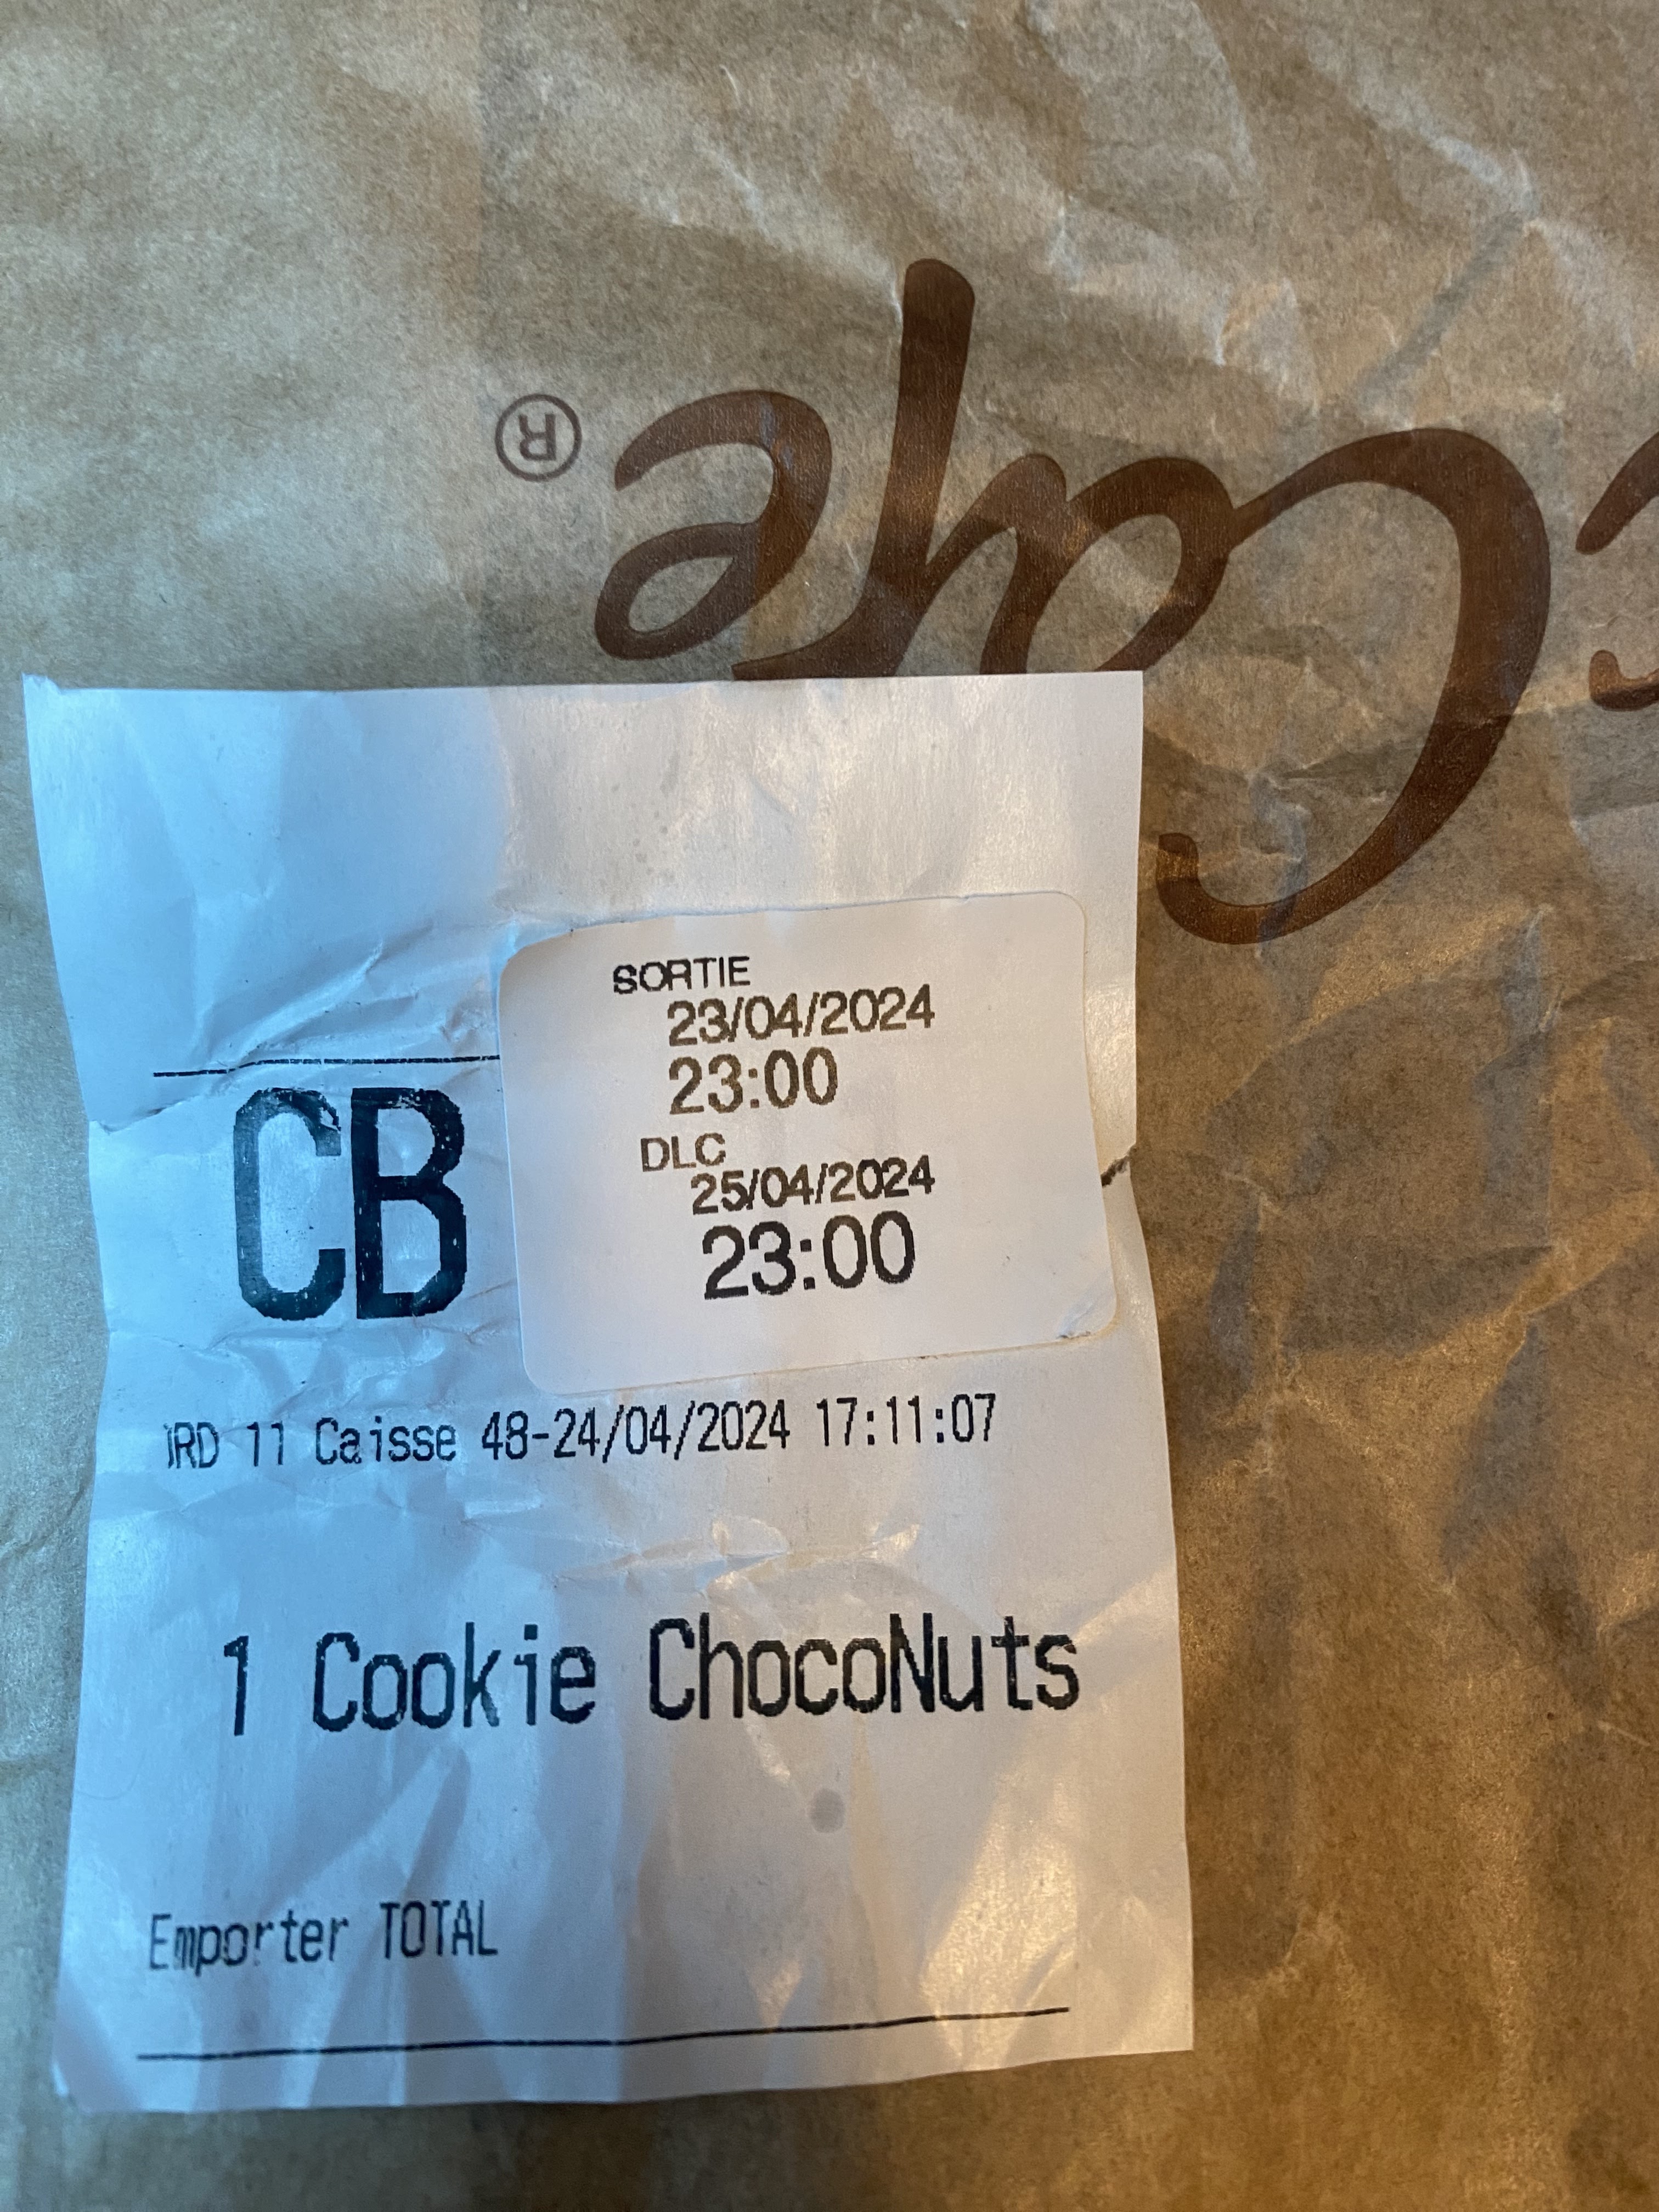 Café®
SORTIE
23/04/2024
23:00
DLC
25/04/2024
23:00
CB
RD 11 Caisse 48-24/04/2024 17:11:07
1 Cookie ChocoNuts
Emporter TOTAL